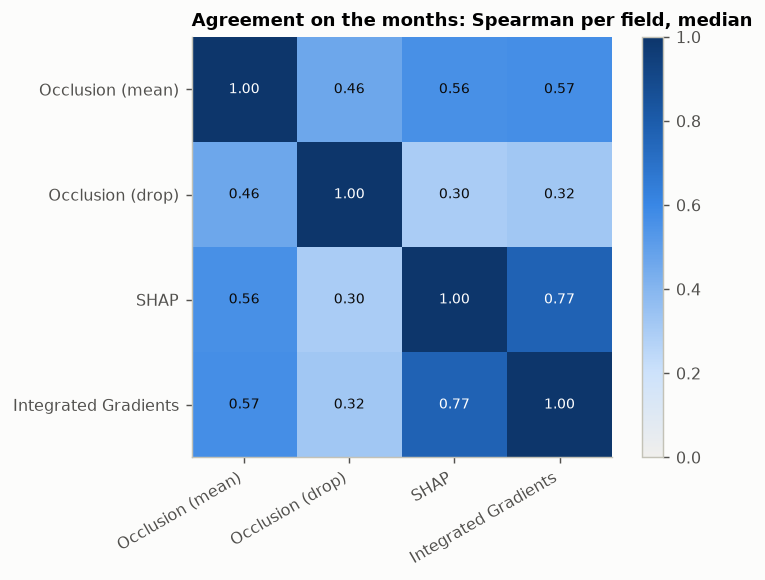 Agreement on the months: Spearman per field, median
Occlusion (mean) 1.00 0.46 0.56 0.57
Occlusion (drop) 0.46 1.00 0.30 0.32
SHAP 0.56 0.30 1.00 0.77
Integrated Gradients 0.57 0.32 0.77 1.00
Occlusion (mean)
Occlusion (drop)
SHAP
Integrated Gradients
1.0
0.8
0.6
0.4
0.2
0.0